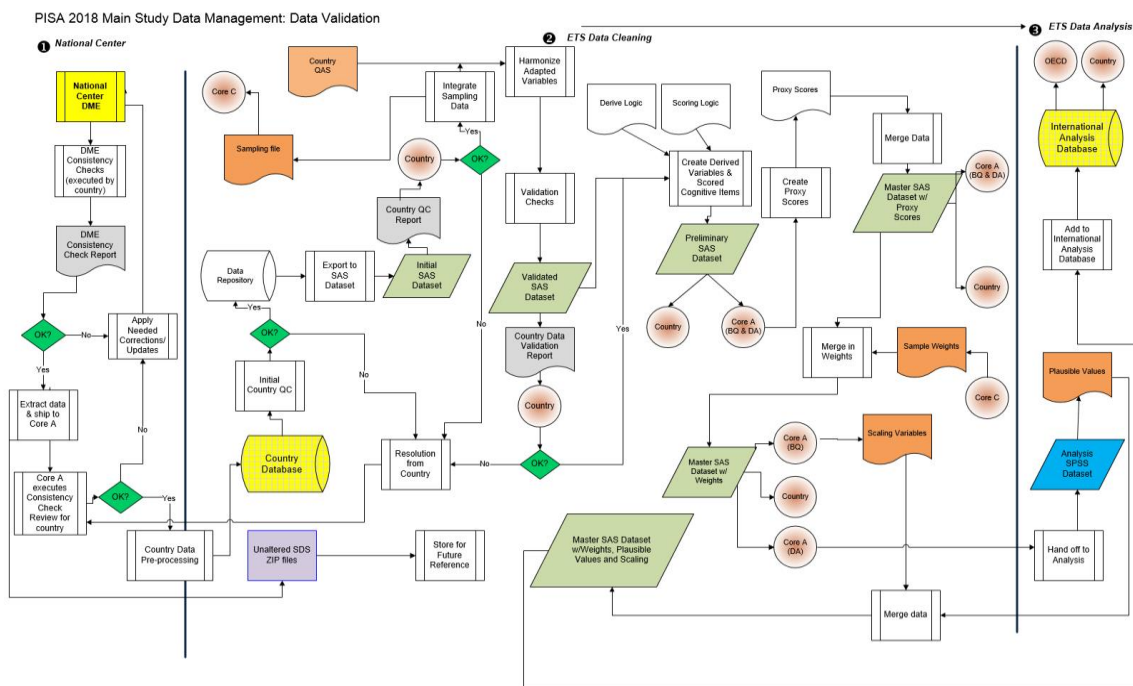 PISA 2018 Main Study Data Management: Data Validation
❶ National Center
❷ ETS Data Cleaning
❸ ETS Data Analysis
National
Center
DME
DME
Consistency
Checks
(executed by
country)
DME
Consistency
Check Report
OK?
No
Apply
Needed
Corrections/
Updates
Yes
Extract data
& ship to
Core A
Core A
executes
Consistency
Check
Review for
country
OK?
No
Yes
Country Data
Pre-processing
Core C
Sampling file
Country
QAS
Integrate
Sampling
Data
Yes
OK?
Country
Country QC
Report
Data
Repository
Export to
SAS
Dataset
Initial
SAS
Dataset
Yes
OK?
No
Initial
Country QC
Country
Database
No
Resolution
from
Country
Unaltered SDS
ZIP files
Store for
Future
Reference
Harmonize
Adapted
Variables
Validation
Checks
Validated
SAS
Dataset
Country Data
Validation
Report
Country
OK?
No
Yes
Derive Logic
Scoring Logic
Create Derived
Variables &
Scored
Cognitive Items
Preliminary
SAS
Dataset
Country
Core A
(BQ & DA)
Proxy Scores
Create
Proxy
Scores
Merge Data
Master SAS
Dataset w/
Proxy
Scores
Core A
(BQ & DA)
Country
Merge in
Weights
Sample Weights
Core C
Master SAS
Dataset w/
Weights
Core A
(BQ)
Scaling Variables
Country
Core A
(DA)
Master SAS Dataset
w/Weights, Plausible
Values and Scaling
Merge data
OECD
Country
International
Analysis
Database
Add to
International
Analysis
Database
Plausible Values
Analysis
SPSS
Dataset
Hand off to
Analysis